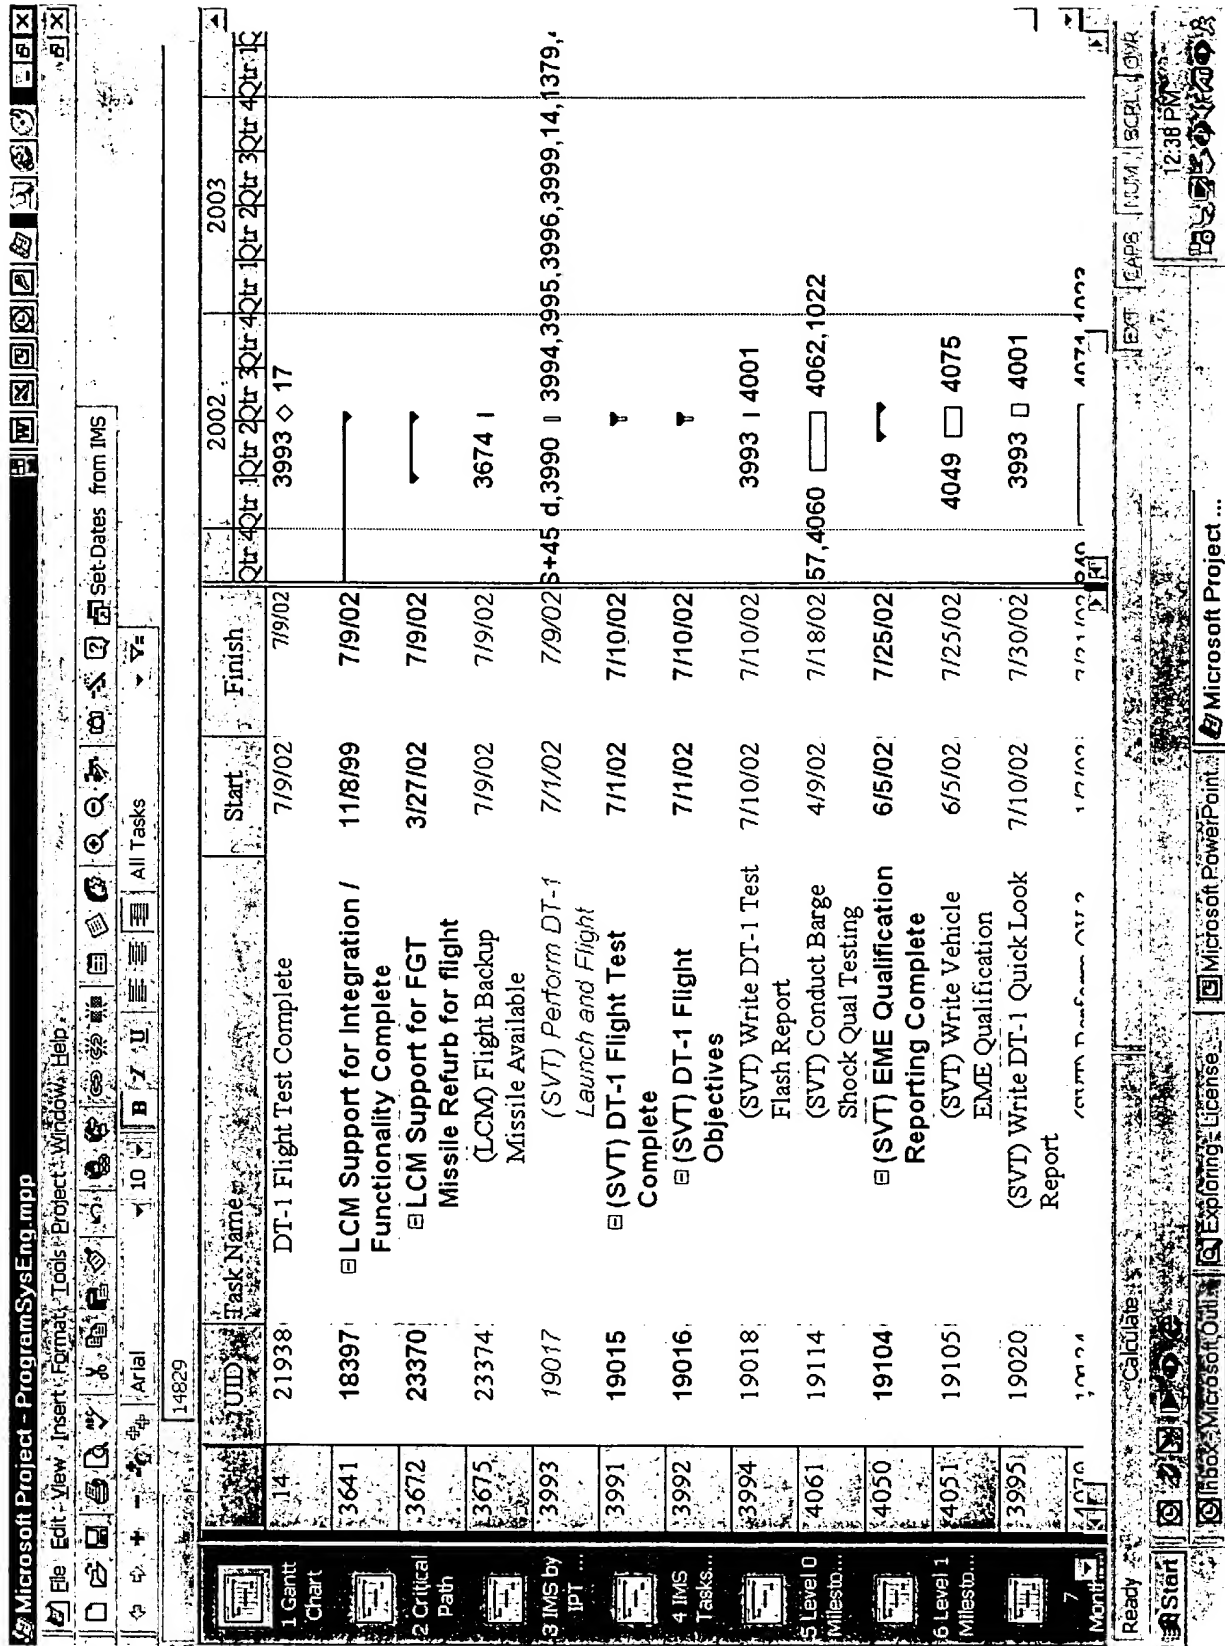 Microsoft Project - ProgramSysEng.mpp
File Edit View Insert Format Tools Project Window Help
Set Dates from IMS
Arial 10 B I U All Tasks
14829
UID Task Name Start Finish
2002 2003
Qtr 4 Qtr 1 Qtr 2 Qtr 3 Qtr 4 Qtr 1 Qtr 2 Qtr 3 Qtr 4 Qtr 1
14 21938 DT-1 Flight Test Complete 7/9/02 7/9/02 3993 17
3641 18397 LCM Support for Integration / 11/8/99 7/9/02
Functionality Complete
3672 23370 LCM Support for FGT 3/27/02 7/9/02
Missile Refurb for flight
3675 23374 (LCM) Flight Backup 7/9/02 7/9/02 3674
Missile Available
3993 19017 (SVT) Perform DT-1 7/1/02 7/9/02 S+45 d,3990 3994,3995,3996,3999,14,1379,
Launch and Flight
3991 19015 (SVT) DT-1 Flight Test 7/1/02 7/10/02
Complete
3992 19016 (SVT) DT-1 Flight 7/1/02 7/10/02
Objectives
3994 19018 (SVT) Write DT-1 Test 7/10/02 7/10/02 3993 4001
Flash Report
4061 19114 (SVT) Conduct Barge 4/9/02 7/18/02 57,4060 4062,1022
Shock Qual Testing
4050 19104 (SVT) EME Qualification 6/5/02 7/25/02
Reporting Complete
4051 19105 (SVT) Write Vehicle 6/5/02 7/25/02 4049 4075
EME Qualification
3995 19020 (SVT) Write DT-1 Quick Look 7/10/02 7/30/02 3993 4001
Report
1 Gantt
Chart
2 Critical
Path
3 IMS by
IPT ...
4 IMS
Tasks...
5 Level 0
Milesto...
6 Level 1
Milesto...
7
Month
Ready Calculate EXT CAPS NUM SCRL OVR
Start 12:38 PM
Inbox - Microsoft Outl... Exploring - License... Microsoft PowerPoint... Microsoft Project ...